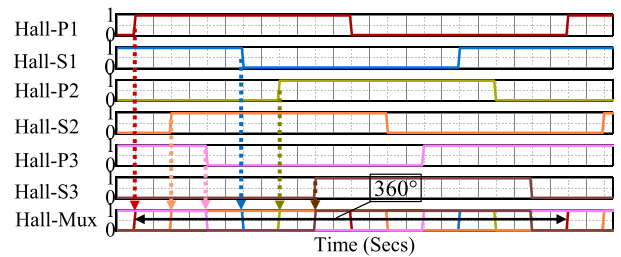 Hall-P1 1 0
Hall-S1 1 0
Hall-P2 1 0
Hall-S2 1 0
Hall-P3 1 0
Hall-S3 1 0
360°
Hall-Mux 1 0
Time (Secs)